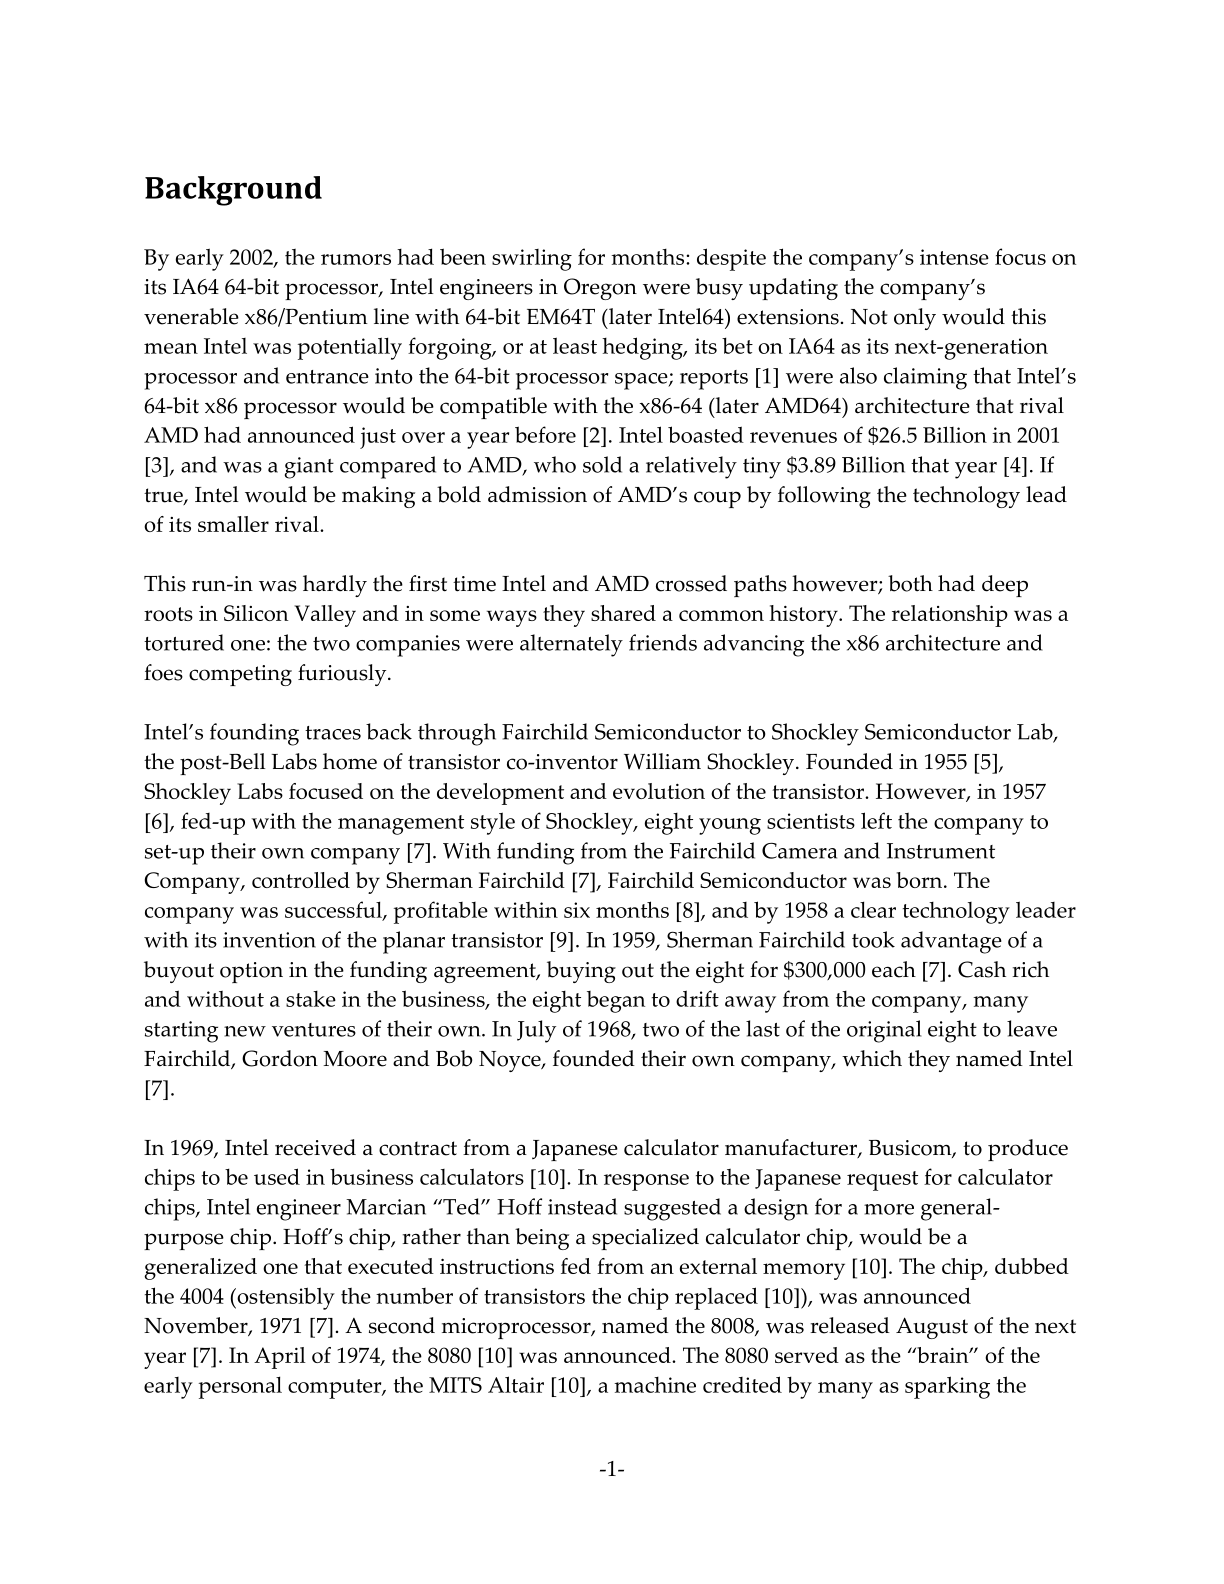 Background
By early 2002, the rumors had been swirling for months: despite the company’s intense focus on
its IA64 64-bit processor, Intel engineers in Oregon were busy updating the company’s
venerable x86/Pentium line with 64-bit EM64T (later Intel64) extensions. Not only would this
mean Intel was potentially forgoing, or at least hedging, its bet on IA64 as its next-generation
processor and entrance into the 64-bit processor space; reports [1] were also claiming that Intel’s
64-bit x86 processor would be compatible with the x86-64 (later AMD64) architecture that rival
AMD had announced just over a year before [2]. Intel boasted revenues of $26.5 Billion in 2001
[3], and was a giant compared to AMD, who sold a relatively tiny $3.89 Billion that year [4]. If
true, Intel would be making a bold admission of AMD’s coup by following the technology lead
of its smaller rival.
This run-in was hardly the first time Intel and AMD crossed paths however; both had deep
roots in Silicon Valley and in some ways they shared a common history. The relationship was a
tortured one: the two companies were alternately friends advancing the x86 architecture and
foes competing furiously.
Intel’s founding traces back through Fairchild Semiconductor to Shockley Semiconductor Lab,
the post-Bell Labs home of transistor co-inventor William Shockley. Founded in 1955 [5],
Shockley Labs focused on the development and evolution of the transistor. However, in 1957
[6], fed-up with the management style of Shockley, eight young scientists left the company to
set-up their own company [7]. With funding from the Fairchild Camera and Instrument
Company, controlled by Sherman Fairchild [7], Fairchild Semiconductor was born. The
company was successful, profitable within six months [8], and by 1958 a clear technology leader
with its invention of the planar transistor [9]. In 1959, Sherman Fairchild took advantage of a
buyout option in the funding agreement, buying out the eight for $300,000 each [7]. Cash rich
and without a stake in the business, the eight began to drift away from the company, many
starting new ventures of their own. In July of 1968, two of the last of the original eight to leave
Fairchild, Gordon Moore and Bob Noyce, founded their own company, which they named Intel
[7].
In 1969, Intel received a contract from a Japanese calculator manufacturer, Busicom, to produce
chips to be used in business calculators [10]. In response to the Japanese request for calculator
chips, Intel engineer Marcian “Ted” Hoff instead suggested a design for a more general-
purpose chip. Hoff’s chip, rather than being a specialized calculator chip, would be a
generalized one that executed instructions fed from an external memory [10]. The chip, dubbed
the 4004 (ostensibly the number of transistors the chip replaced [10]), was announced
November, 1971 [7]. A second microprocessor, named the 8008, was released August of the next
year [7]. In April of 1974, the 8080 [10] was announced. The 8080 served as the “brain” of the
early personal computer, the MITS Altair [10], a machine credited by many as sparking the
-1-